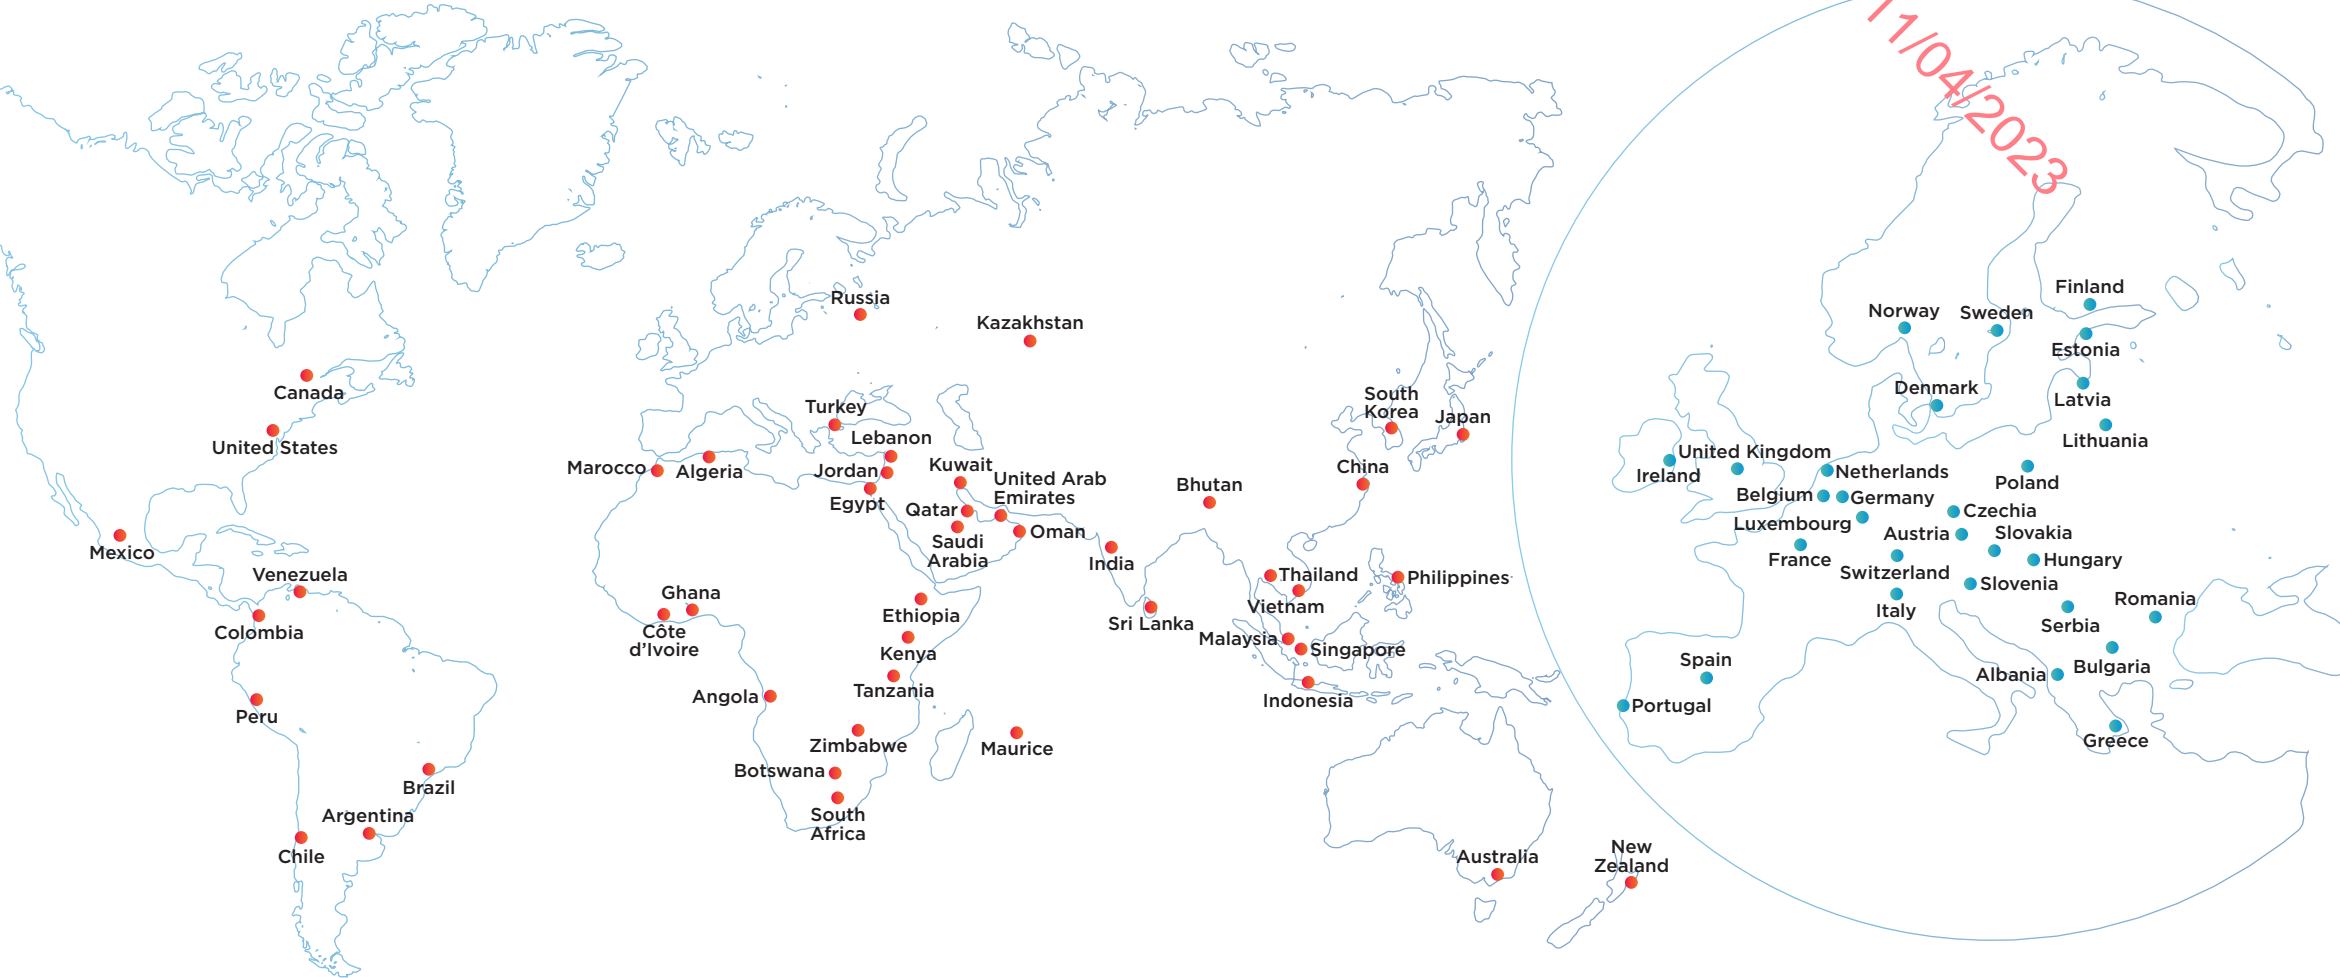 11/04/2023
Russia
Kazakhstan
Canada
United States
Mexico
Venezuela
Colombia
Peru
Brazil
Argentina
Chile
Turkey
Lebanon
Marocco
Algeria
Jordan
Egypt
Kuwait
United Arab
Emirates
Qatar
Oman
Saudi
Arabia
Ghana
Côte
d’Ivoire
Ethiopia
Kenya
Tanzania
Angola
Zimbabwe
Botswana
South
Africa
Maurice
South
Korea
Japan
China
Bhutan
India
Sri Lanka
Thailand
Vietnam
Philippines
Malaysia
Singapore
Indonesia
Australia
New
Zealand
Finland
Norway
Sweden
Estonia
Denmark
Latvia
Lithuania
United Kingdom
Ireland
Netherlands
Poland
Belgium
Germany
Czechia
Luxembourg
Austria
Slovakia
France
Switzerland
Hungary
Slovenia
Italy
Romania
Serbia
Spain
Albania
Bulgaria
Portugal
Greece